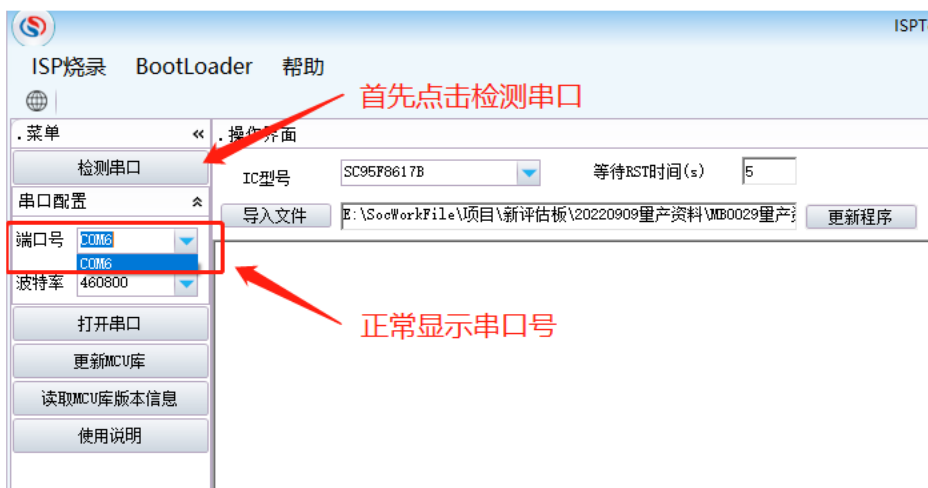 ISPT
ISP烧录 BootLoader 帮助
首先点击检测串口
.菜单 « .操作界面
检测串口
IC型号 SC95F8617B 等待RST时间(s) 5
串口配置
导入文件 E:\SocWorkFile\项目\新评估板\20220909量产资料\MB0029量产资 更新程序
端口号 COM6
COM6
波特率 460800
正常显示串口号
打开串口
更新MCU库
读取MCU库版本信息
使用说明